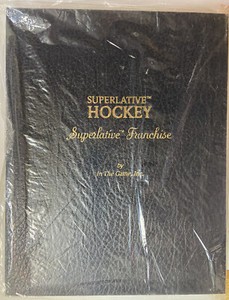 SUPERLATIVE™
HOCKEY
Superlative™ Franchise
by
In The Game, Inc.